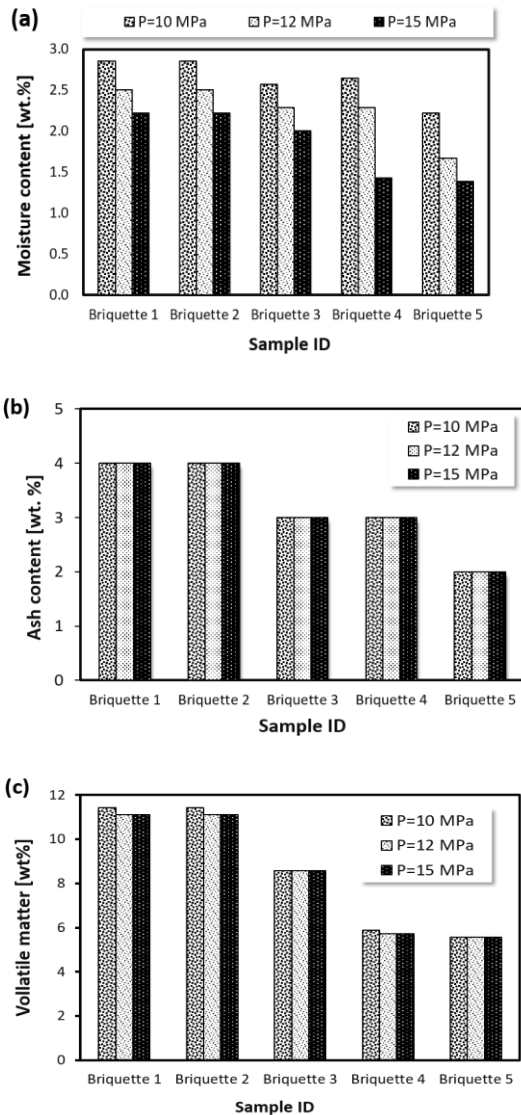 (a)
P=10 MPa P=12 MPa P=15 MPa
3.0
2.5
2.0
1.5
1.0
0.5
0.0
Moisture content [wt.%]
Briquette 1 Briquette 2 Briquette 3 Briquette 4 Briquette 5
Sample ID
(b)
5
4
3
2
1
0
Ash content [wt. %]
P=10 MPa
P=12 MPa
P=15 MPa
Briquette 1 Briquette 2 Briquette 3 Briquette 4 Briquette 5
Sample ID
(c)
12
10
8
6
4
2
0
Vollatile matter [wt%]
P=10 MPa
P=12 MPa
P=15 MPa
Briquette 1 Briquette 2 Briquette 3 Briquette 4 Briquette 5
Sample ID